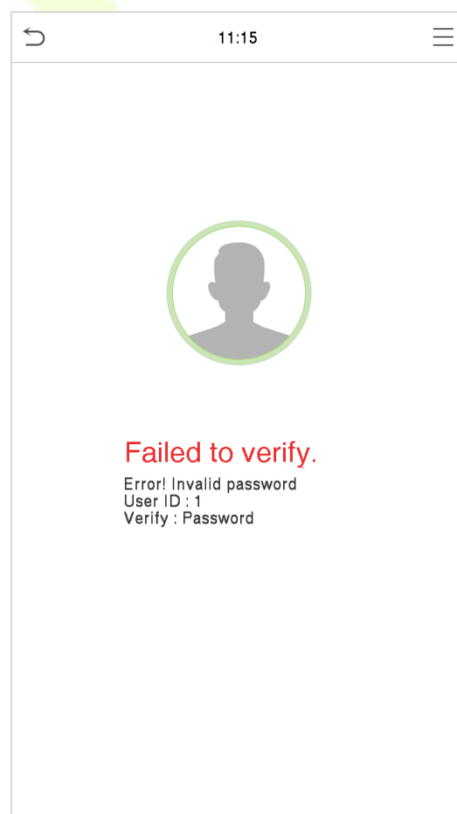 11:15
Failed to verify.
Error! Invalid password
User ID : 1
Verify : Password